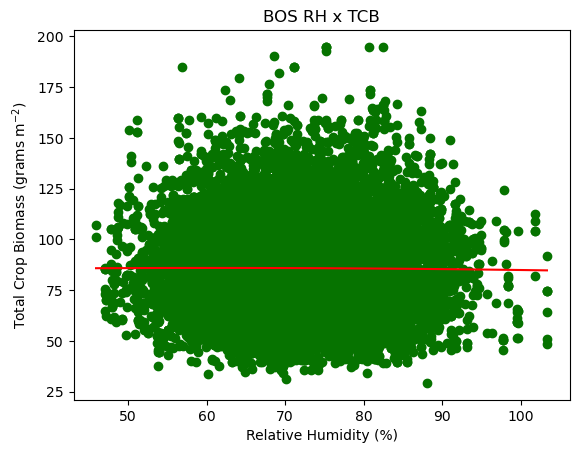 BOS RH x TCB
200
175
150
125
100
75
50
25
Total Crop Biomass (grams m⁻²)
50 60 70 80 90 100
Relative Humidity (%)